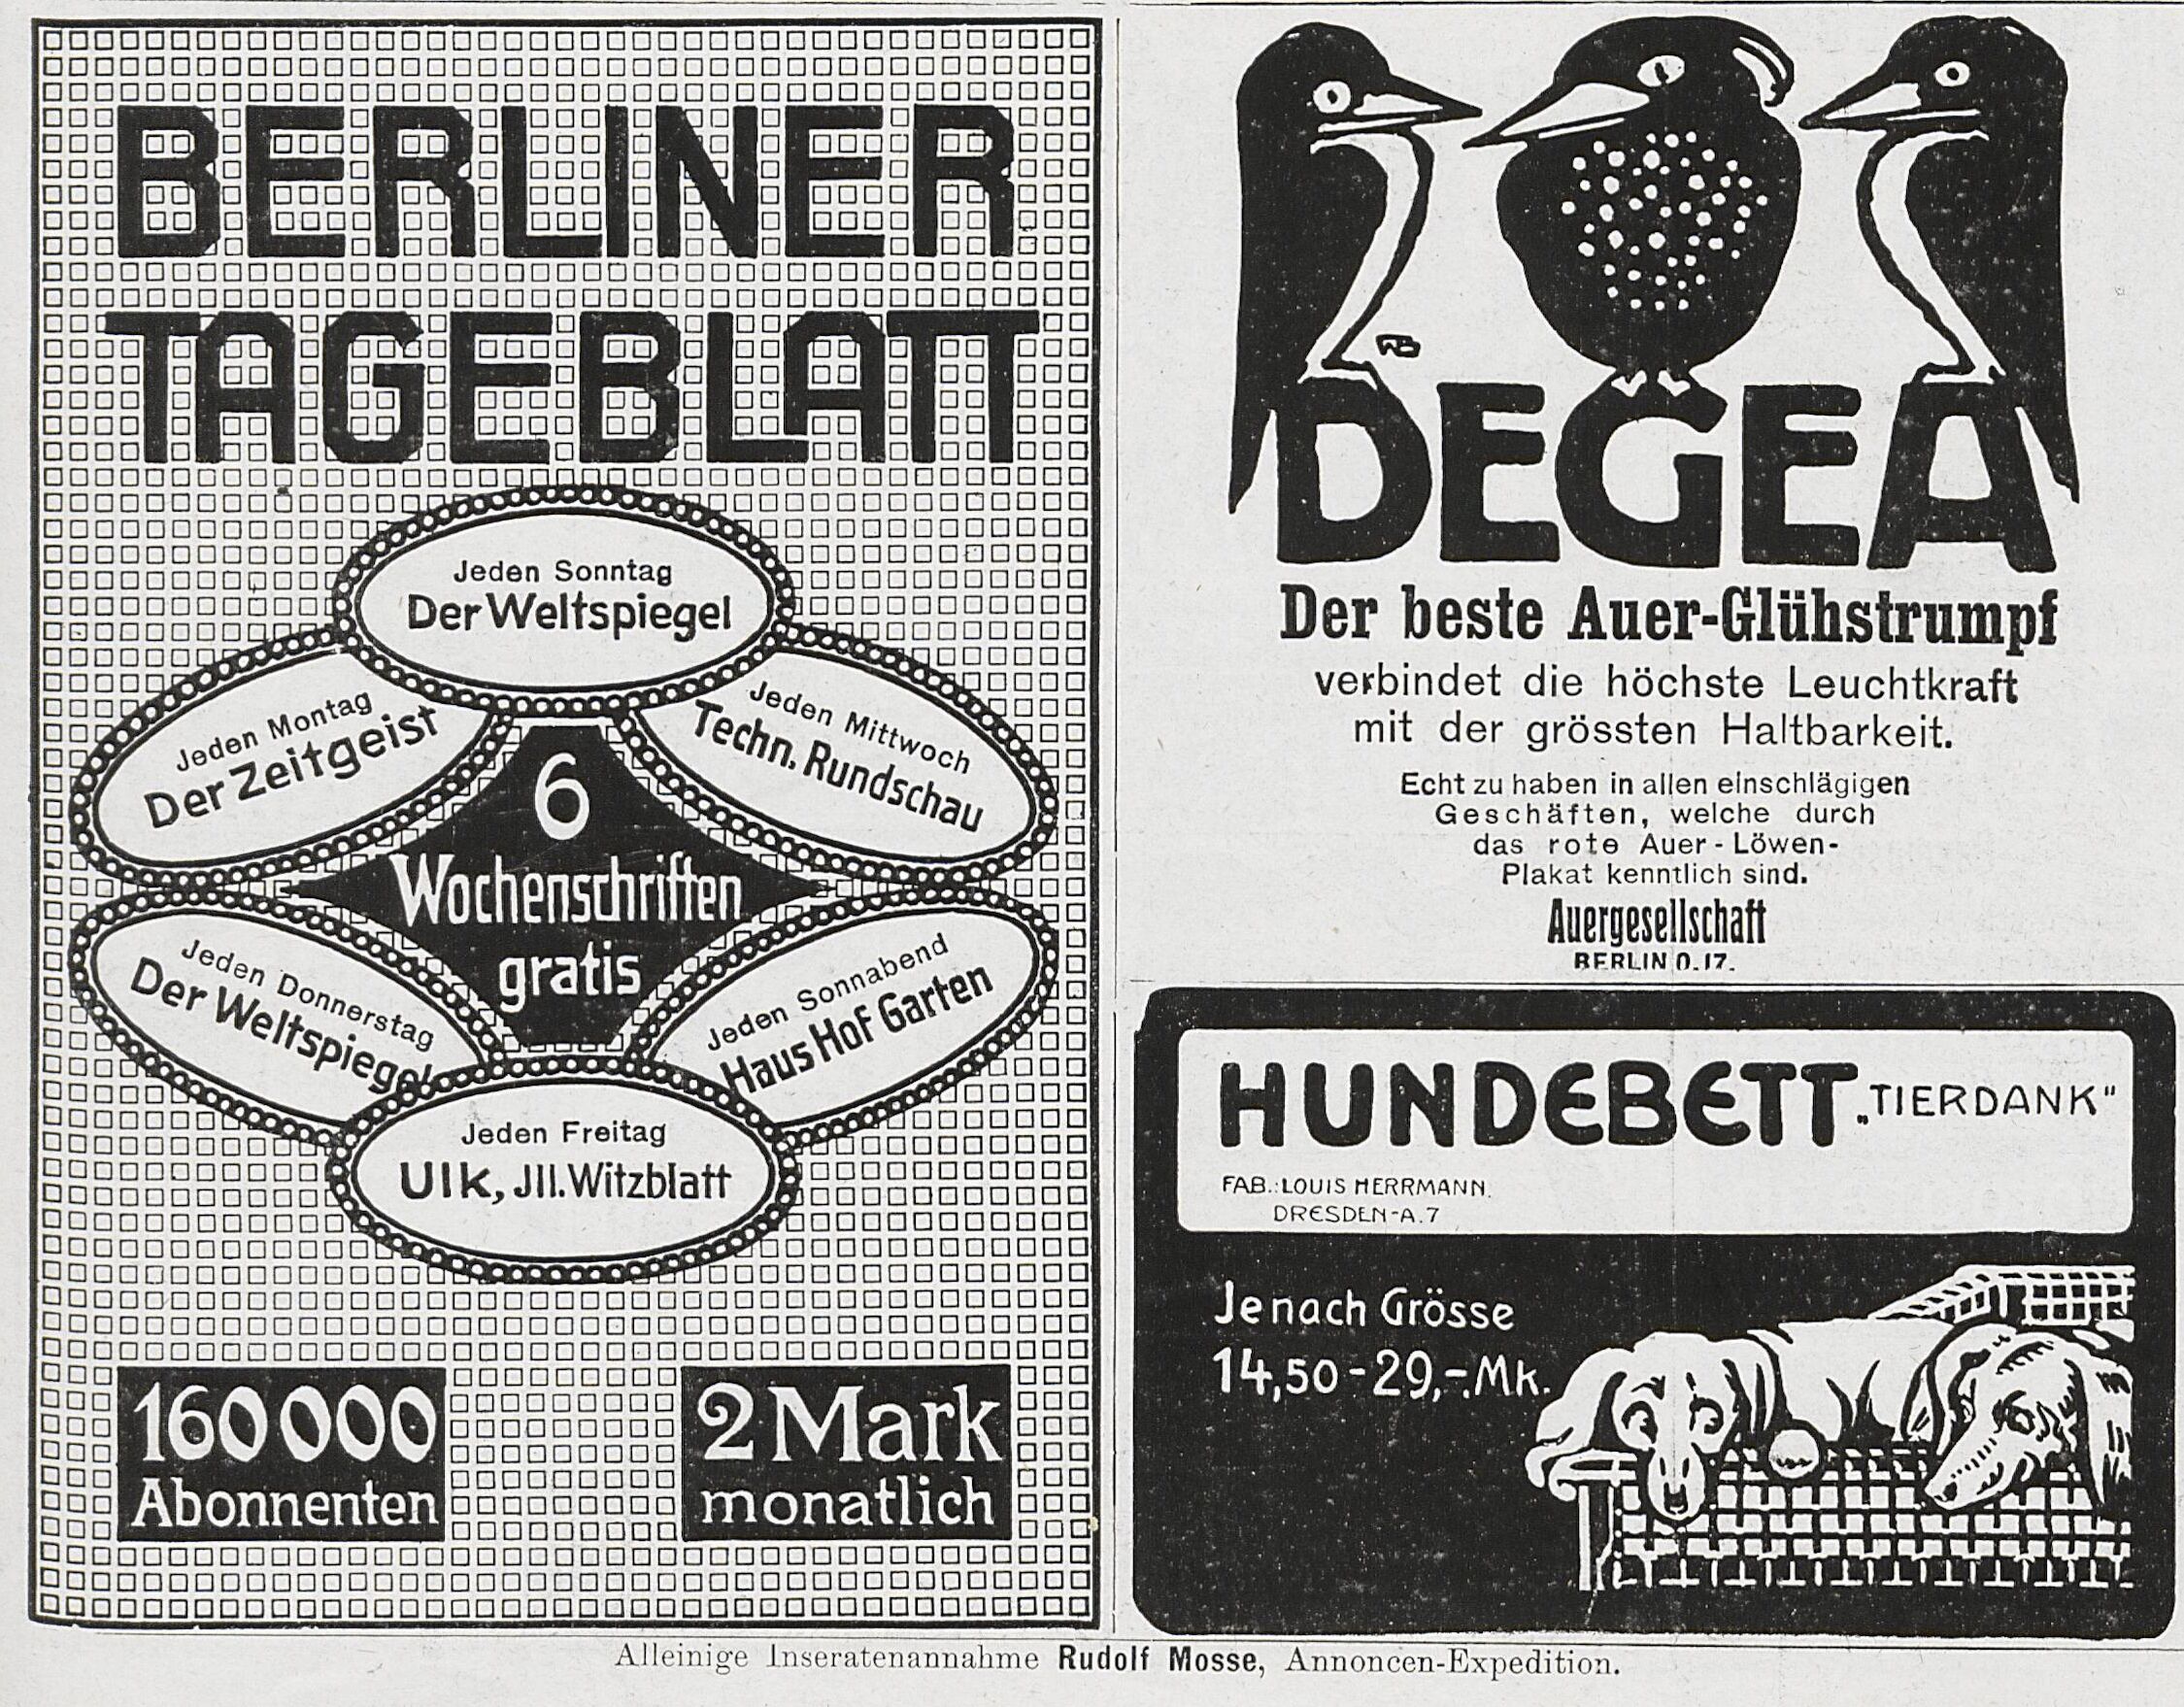 BERLINER
TAGEBLATT
Jeden Sonntag
Der Weltspiegel
Jeden Montag
Der Zeitgeist
Jeden Mittwoch
Techn. Rundschau
6
Wochenschriften
gratis
Jeden Donnerstag
Der Weltspiegel
Jeden Sonnabend
Haus Hof Garten
Jeden Freitag
Ulk, Jll. Witzblatt
160 000
Abonnenten
2 Mark
monatlich
DEGEA
Der beste Auer-Glühstrumpf
verbindet die höchste Leuchtkraft
mit der grössten Haltbarkeit.
Echt zu haben in allen einschlägigen
Geschäften, welche durch
das rote Auer-Löwen-
Plakat kenntlich sind.
Auergesellschaft
BERLIN O. 17.
HUNDEBETT „TIERDANK"
FAB.: LOUIS HERRMANN.
DRESDEN-A. 7
Je nach Grösse
14,50 - 29,-. Mk.
Alleinige Inseratenannahme Rudolf Mosse, Annoncen-Expedition.